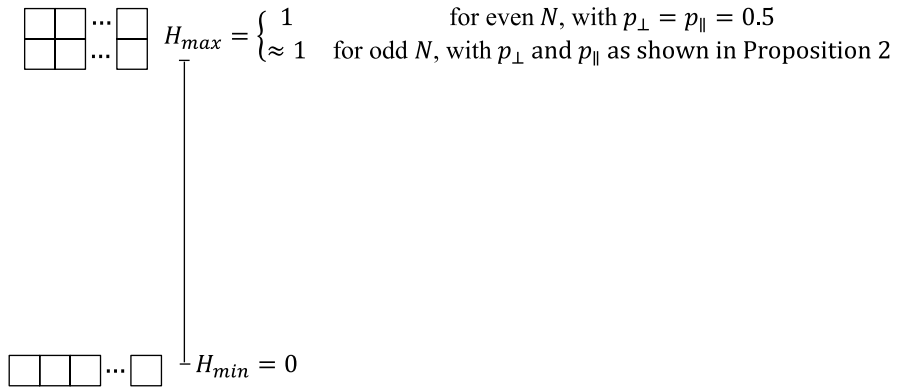 ... H_max = { 1 for even N, with p_⊥ = p_∥ = 0.5
... ≈ 1 for odd N, with p_⊥ and p_∥ as shown in Proposition 2
... H_min = 0